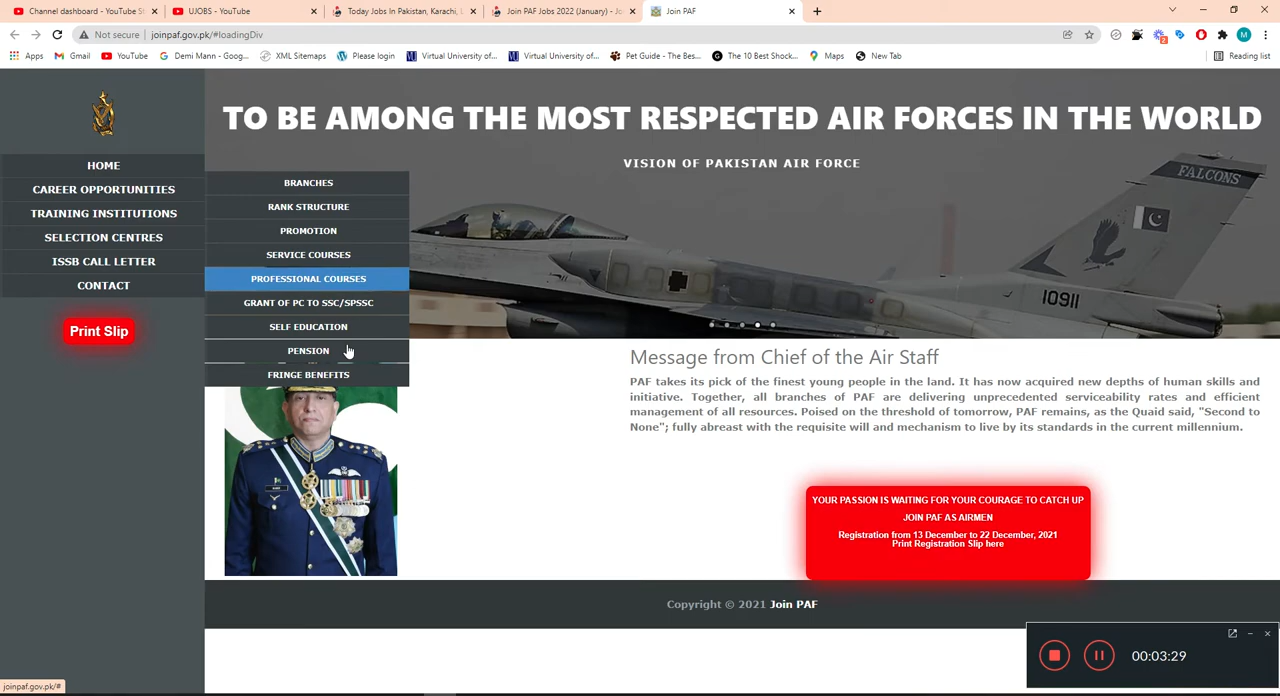 Channel dashboard - YouTube S
UJOBS - YouTube
Today Jobs In Pakistan, Karachi, L
Join PAF Jobs 2022 (January) - Jo
Join PAF
Not secure
joinpaf.gov.pk/#loadingDiv
M
Apps
Gmail
YouTube
Demi Mann - Goog...
XML Sitemaps
Please login
Virtual University of...
Virtual University of...
Pet Guide - The Bes...
The 10 Best Shock...
Maps
New Tab
Reading list
HOME
CAREER OPPORTUNITIES
TRAINING INSTITUTIONS
SELECTION CENTRES
ISSB CALL LETTER
CONTACT
Print Slip
BRANCHES
RANK STRUCTURE
PROMOTION
SERVICE COURSES
PROFESSIONAL COURSES
GRANT OF PC TO SSC/SPSSC
SELF EDUCATION
PENSION
FRINGE BENEFITS
TO BE AMONG THE MOST RESPECTED AIR FORCES IN THE WORLD
VISION OF PAKISTAN AIR FORCE
FALCONS
10911
Message from Chief of the Air Staff
PAF takes its pick of the finest young people in the land. It has now acquired new depths of human skills and
initiative. Together, all branches of PAF are delivering unprecedented serviceability rates and efficient
management of all resources. Poised on the threshold of tomorrow, PAF remains, as the Quaid said, "Second to
None"; fully abreast with the requisite will and mechanism to live by its standards in the current millennium.
YOUR PASSION IS WAITING FOR YOUR COURAGE TO CATCH UP
JOIN PAF AS AIRMEN
Registration from 13 December to 22 December, 2021
Print Registration Slip here
Copyright © 2021 Join PAF
00:03:29
joinpaf.gov.pk/#